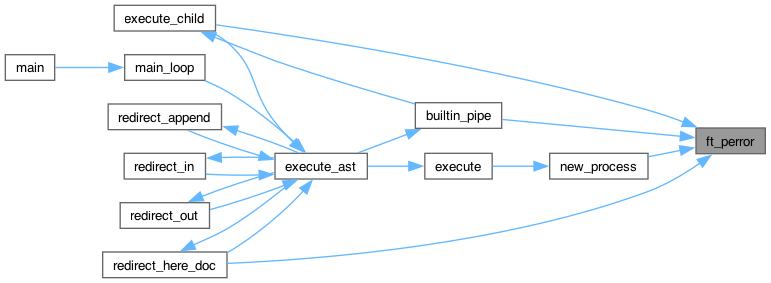 execute_child
main
main_loop
redirect_append
builtin_pipe
ft_perror
redirect_in
execute_ast
execute
new_process
redirect_out
redirect_here_doc